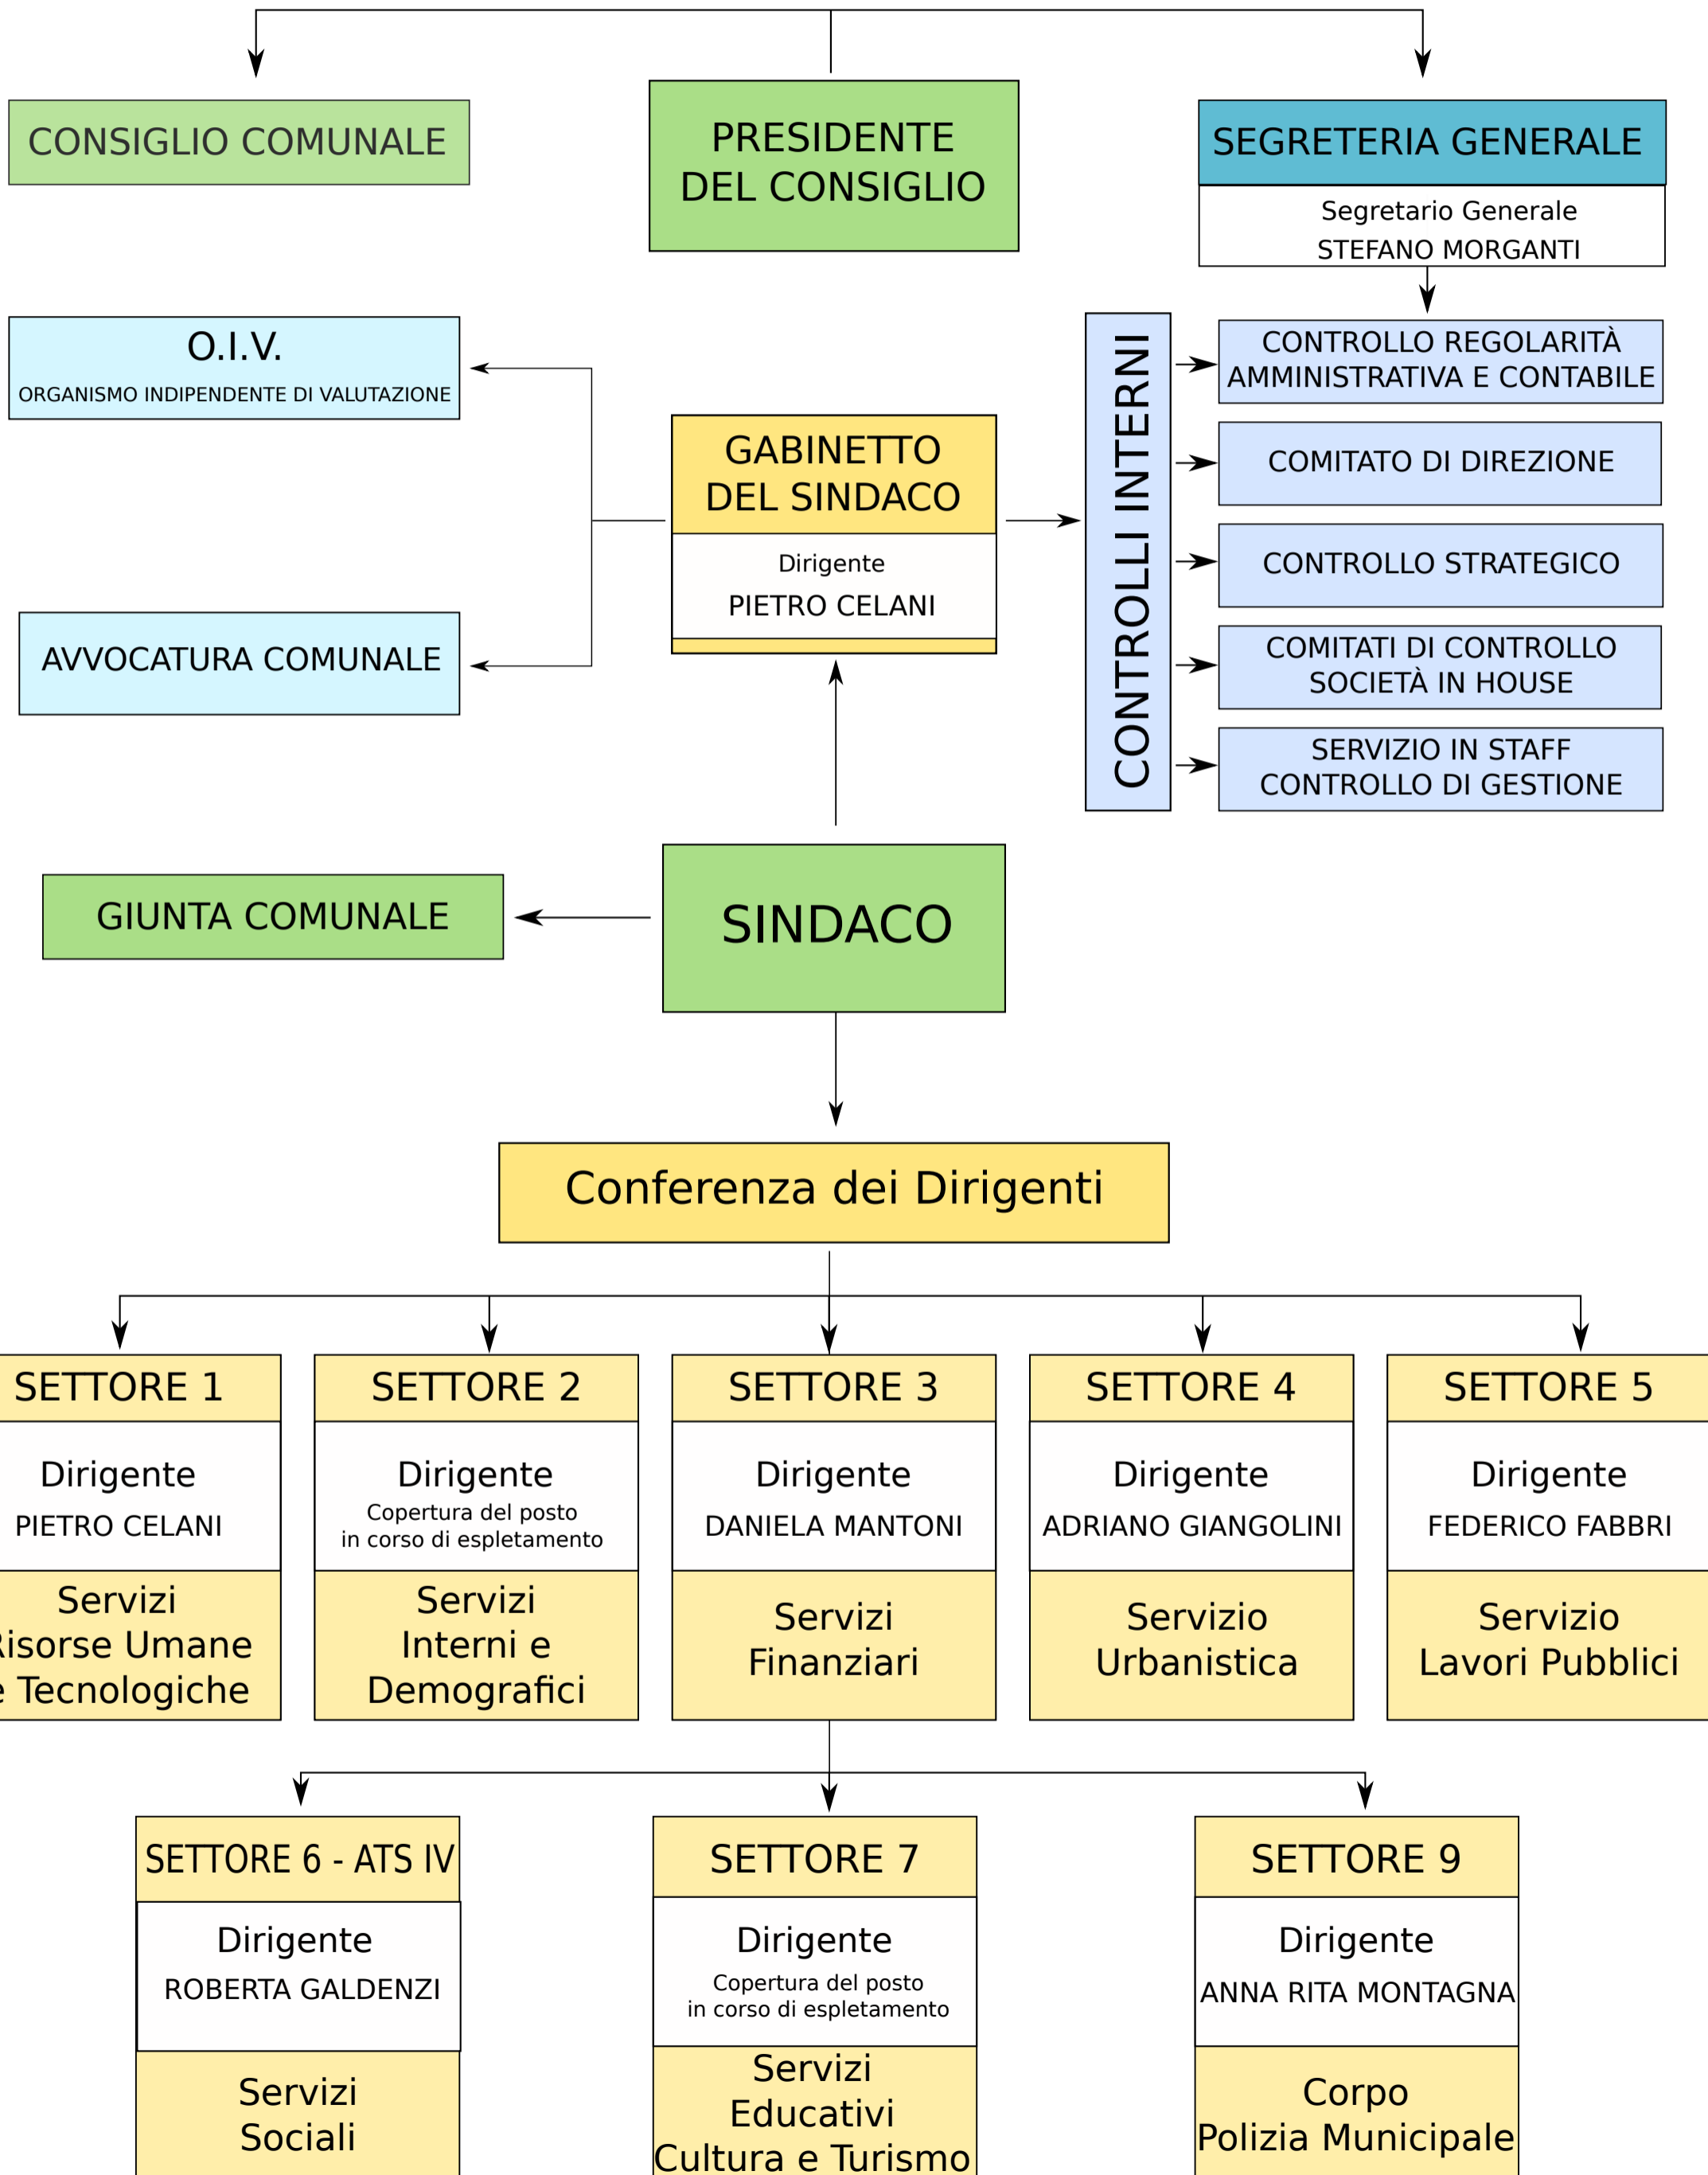 CONSIGLIO COMUNALE
PRESIDENTE
DEL CONSIGLIO
SEGRETERIA GENERALE
Segretario Generale
STEFANO MORGANTI
O.I.V.
ORGANISMO INDIPENDENTE DI VALUTAZIONE
AVVOCATURA COMUNALE
GABINETTO
DEL SINDACO
Dirigente
PIETRO CELANI
CONTROLLI INTERNI
CONTROLLO REGOLARITÀ
AMMINISTRATIVA E CONTABILE
COMITATO DI DIREZIONE
CONTROLLO STRATEGICO
COMITATI DI CONTROLLO
SOCIETÀ IN HOUSE
SERVIZIO IN STAFF
CONTROLLO DI GESTIONE
GIUNTA COMUNALE
SINDACO
Conferenza dei Dirigenti
SETTORE 1
Dirigente
PIETRO CELANI
Servizi
Risorse Umane
e Tecnologiche
SETTORE 2
Dirigente
Copertura del posto
in corso di espletamento
Servizi
Interni e
Demografici
SETTORE 3
Dirigente
DANIELA MANTONI
Servizi
Finanziari
SETTORE 4
Dirigente
ADRIANO GIANGOLINI
Servizio
Urbanistica
SETTORE 5
Dirigente
FEDERICO FABBRI
Servizio
Lavori Pubblici
SETTORE 6 - ATS IV
Dirigente
ROBERTA GALDENZI
Servizi
Sociali
SETTORE 7
Dirigente
Copertura del posto
in corso di espletamento
Servizi
Educativi
Cultura e Turismo
SETTORE 9
Dirigente
ANNA RITA MONTAGNA
Corpo
Polizia Municipale